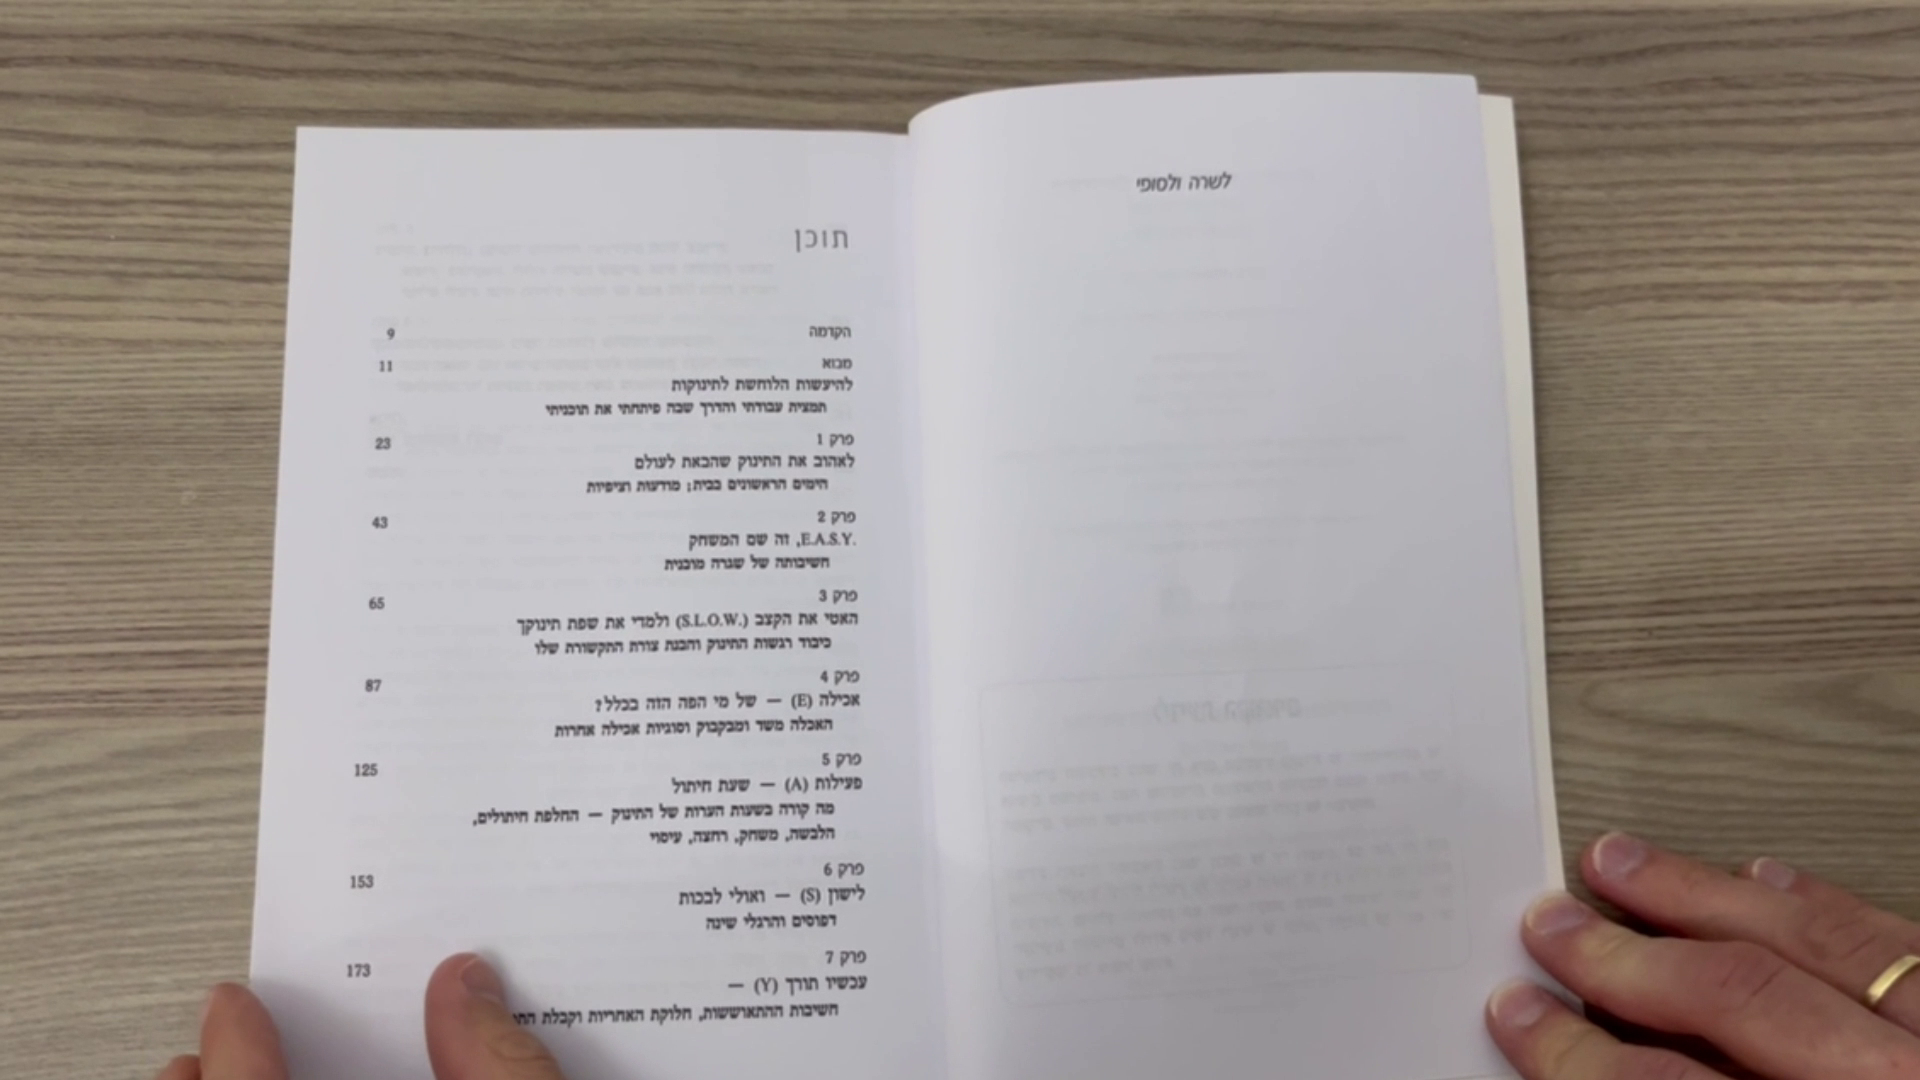 לשרה ולסופי
תוכן
הקדמה 9
מבוא 11
להיעשות הלוחשת לתינוקות
תמצית עבודתי והדרך שבה פיתחתי את תוכניתי
פרק 1 23
לאהוב את התינוק שהבאת לעולם
הימים הראשונים בבית; מודעות וציפיות
פרק 2 43
E.A.S.Y., זה שם המשחק
חשיבותה של שגרה מובנית
פרק 3 65
האטי את הקצב (S.L.O.W.) ולמדי את שפת תינוקך
כיבוד רגשות התינוק והבנת צורת התקשורת שלו
פרק 4 87
אכילה (E) — של מי הפה הזה בכלל?
האכלה משד ומבקבוק וסוגיות אכילה אחרות
פרק 5 125
פעילות (A) — שעת חיתול
מה קורה בשעות הערות של התינוק — החלפת חיתולים,
הלבשה, משחק, רחצה, עיסוי
פרק 6 153
לישון (S) — ואולי לבכות
דפוסים והרגלי שינה
פרק 7 173
עכשיו תורך (Y) —
חשיבות ההתאוששות, חלוקת האחריות וקבלת